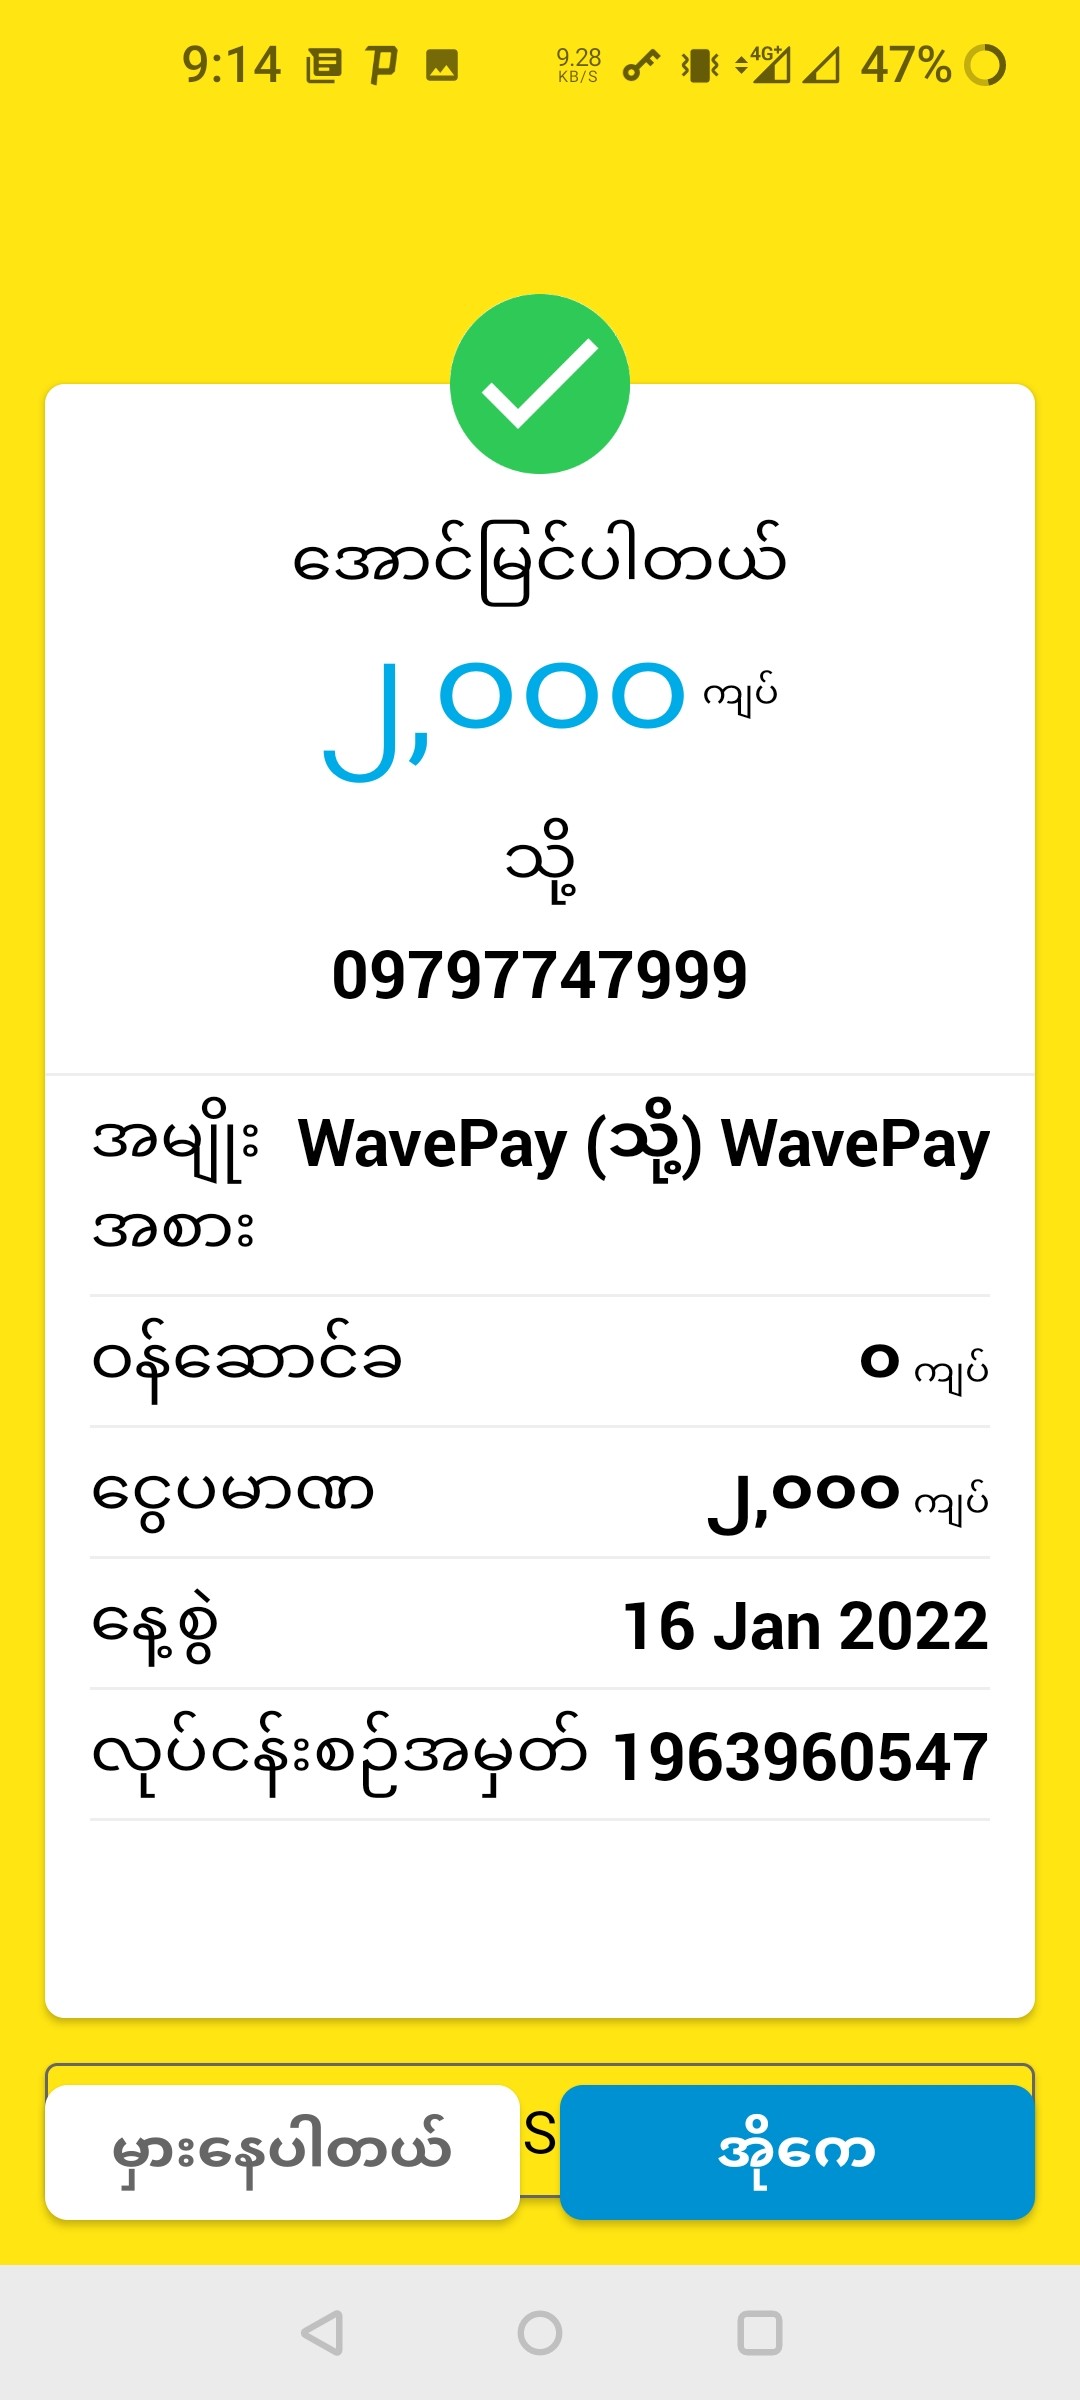 9:14 9.28 KB/S 4G+ 47%
အောင်မြင်ပါတယ်
၂,၀၀၀ ကျပ်
သို့
09797747999
အမျိုး WavePay (သို့) WavePay
အစား
ဝန်ဆောင်ခ ၀ ကျပ်
ငွေပမာဏ ၂,၀၀၀ ကျပ်
နေ့စွဲ 16 Jan 2022
လုပ်ငန်းစဉ်အမှတ် 1963960547
မှားနေပါတယ် S အိုကေ